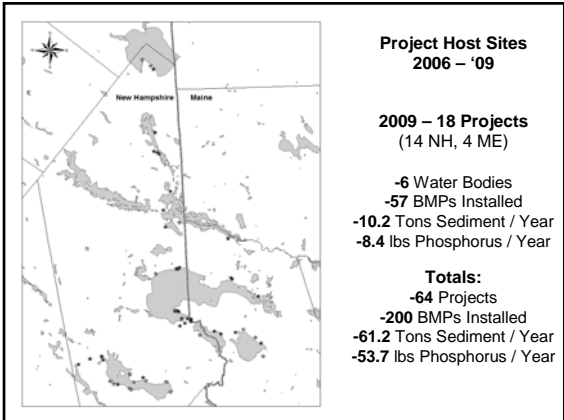 New Hampshire
Maine
Project Host Sites
2006 – '09
2009 – 18 Projects
(14 NH, 4 ME)
-6 Water Bodies
-57 BMPs Installed
-10.2 Tons Sediment / Year
-8.4 lbs Phosphorus / Year
Totals:
-64 Projects
-200 BMPs Installed
-61.2 Tons Sediment / Year
-53.7 lbs Phosphorus / Year